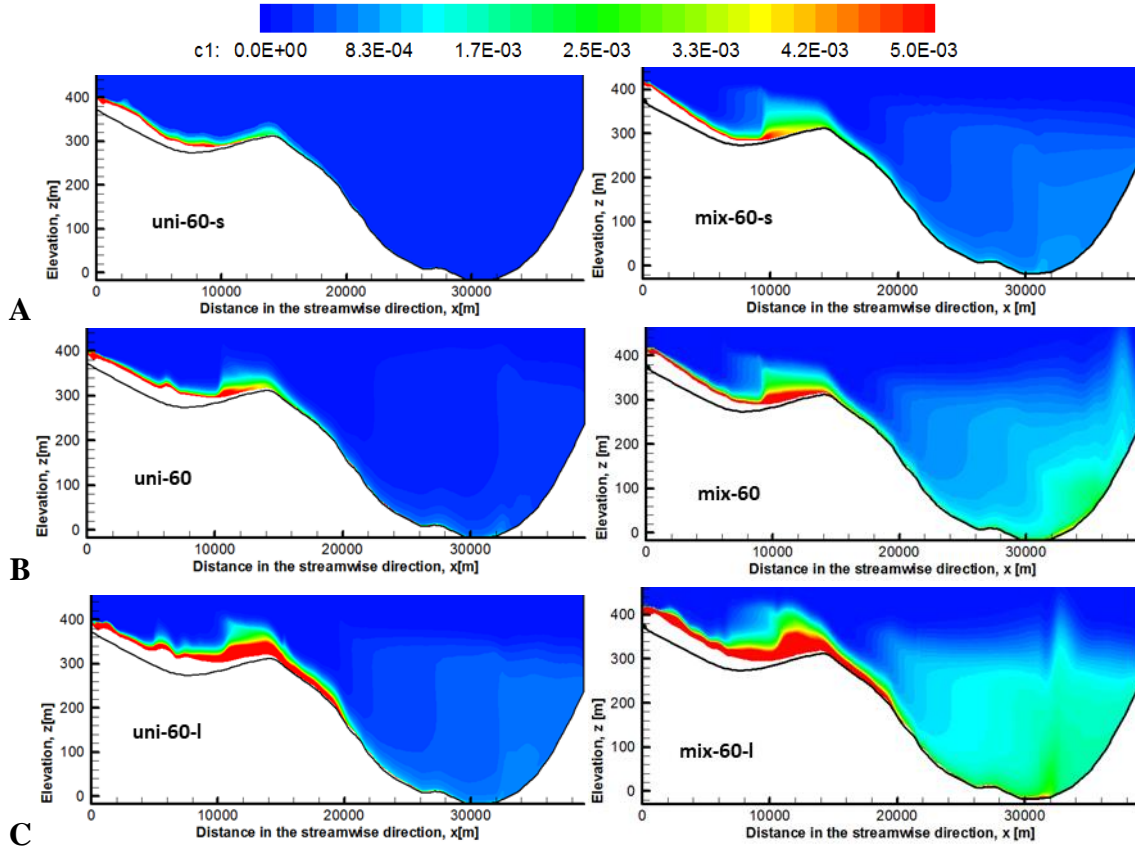 c1: 0.0E+00 8.3E-04 1.7E-03 2.5E-03 3.3E-03 4.2E-03 5.0E-03
A
Elevation, z[m]
400
300
200
100
0
uni-60-s
0 10000 20000 30000
Distance in the streamwise direction, x[m]
Elevation, z [m]
400
300
200
100
0
mix-60-s
0 10000 20000 30000
Distance in the streamwise direction, x[m]
B
Elevation, z[m]
400
300
200
100
0
uni-60
0 10000 20000 30000
Distance in the streamwise direction, x[m]
Elevation, z [m]
400
300
200
100
0
mix-60
0 10000 20000 30000
Distance in the streamwise direction, x [m]
C
Elevation, z[m]
400
300
200
100
0
uni-60-l
0 10000 20000 30000
Distance in the streamwise direction, x[m]
Elevation, z [m]
400
300
200
100
0
mix-60-l
0 10000 20000 30000
Distance in the streamwise direction, x [m]